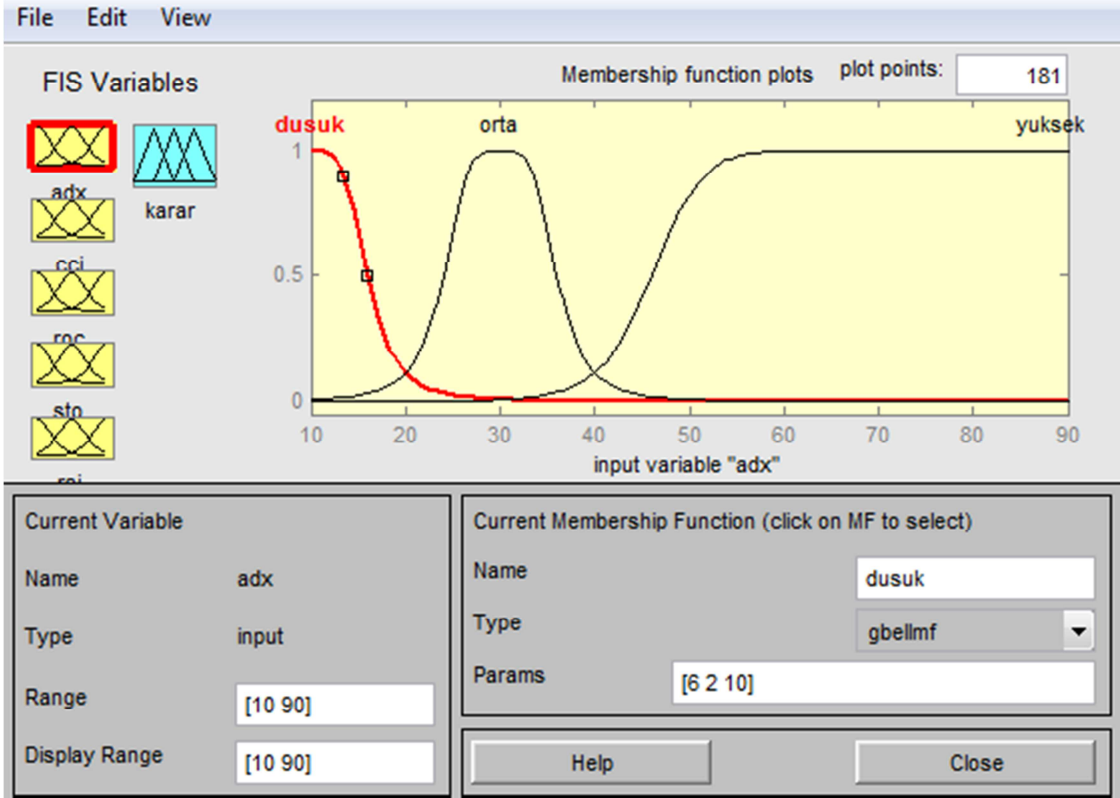 File Edit View
FIS Variables
Membership function plots plot points: 181
adx
karar
cci
roc
sto
rsi
dusuk orta yuksek
1
0.5
0
10 20 30 40 50 60 70 80 90
input variable "adx"
Current Variable
Name adx
Type input
Range [10 90]
Display Range [10 90]
Current Membership Function (click on MF to select)
Name dusuk
Type gbellmf
Params [6 2 10]
Help Close